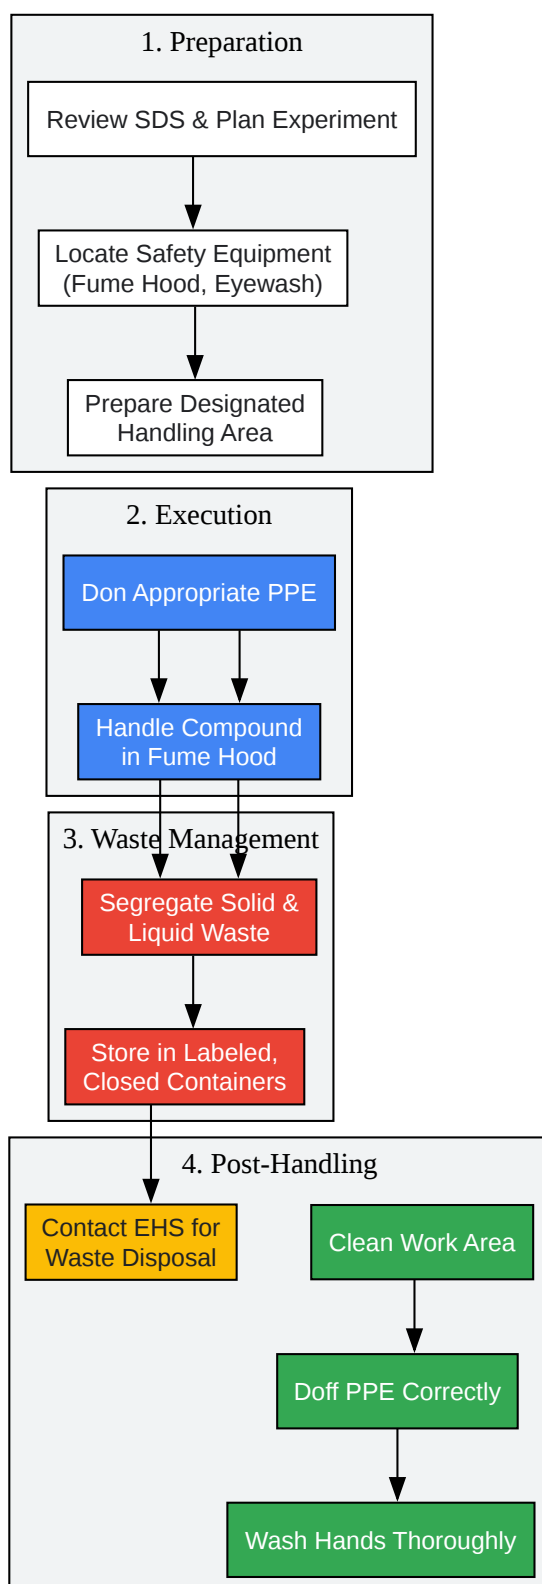 1. Preparation
Review SDS & Plan Experiment
Locate Safety Equipment
(Fume Hood, Eyewash)
Prepare Designated
Handling Area
2. Execution
Don Appropriate PPE
Handle Compound
in Fume Hood
3. Waste Management
Segregate Solid &
Liquid Waste
Store in Labeled,
Closed Containers
4. Post-Handling
Contact EHS for
Waste Disposal
Clean Work Area
Doff PPE Correctly
Wash Hands Thoroughly